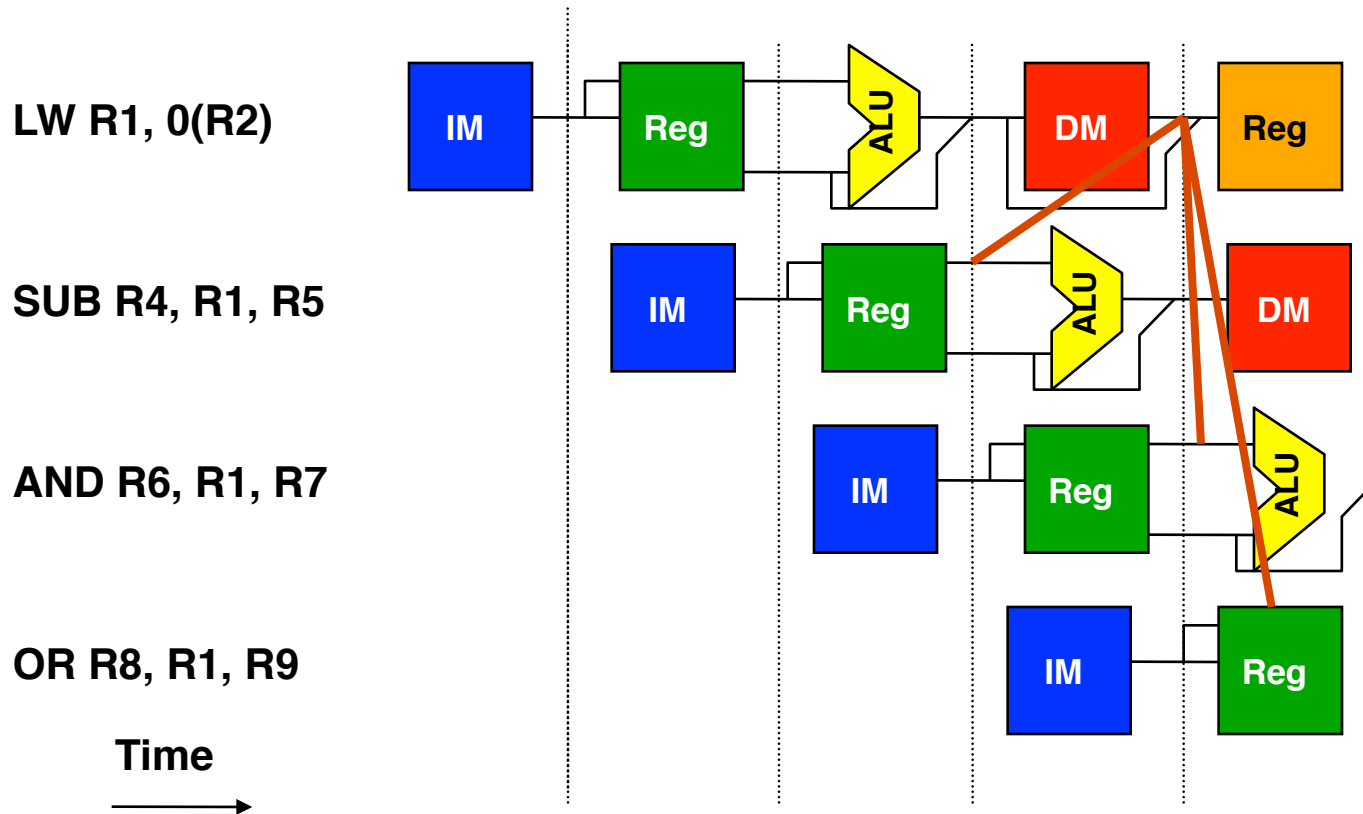 LW R1, 0(R2)
IM
Reg
ALU
DM
Reg
SUB R4, R1, R5
IM
Reg
ALU
DM
AND R6, R1, R7
IM
Reg
ALU
OR R8, R1, R9
IM
Reg
Time